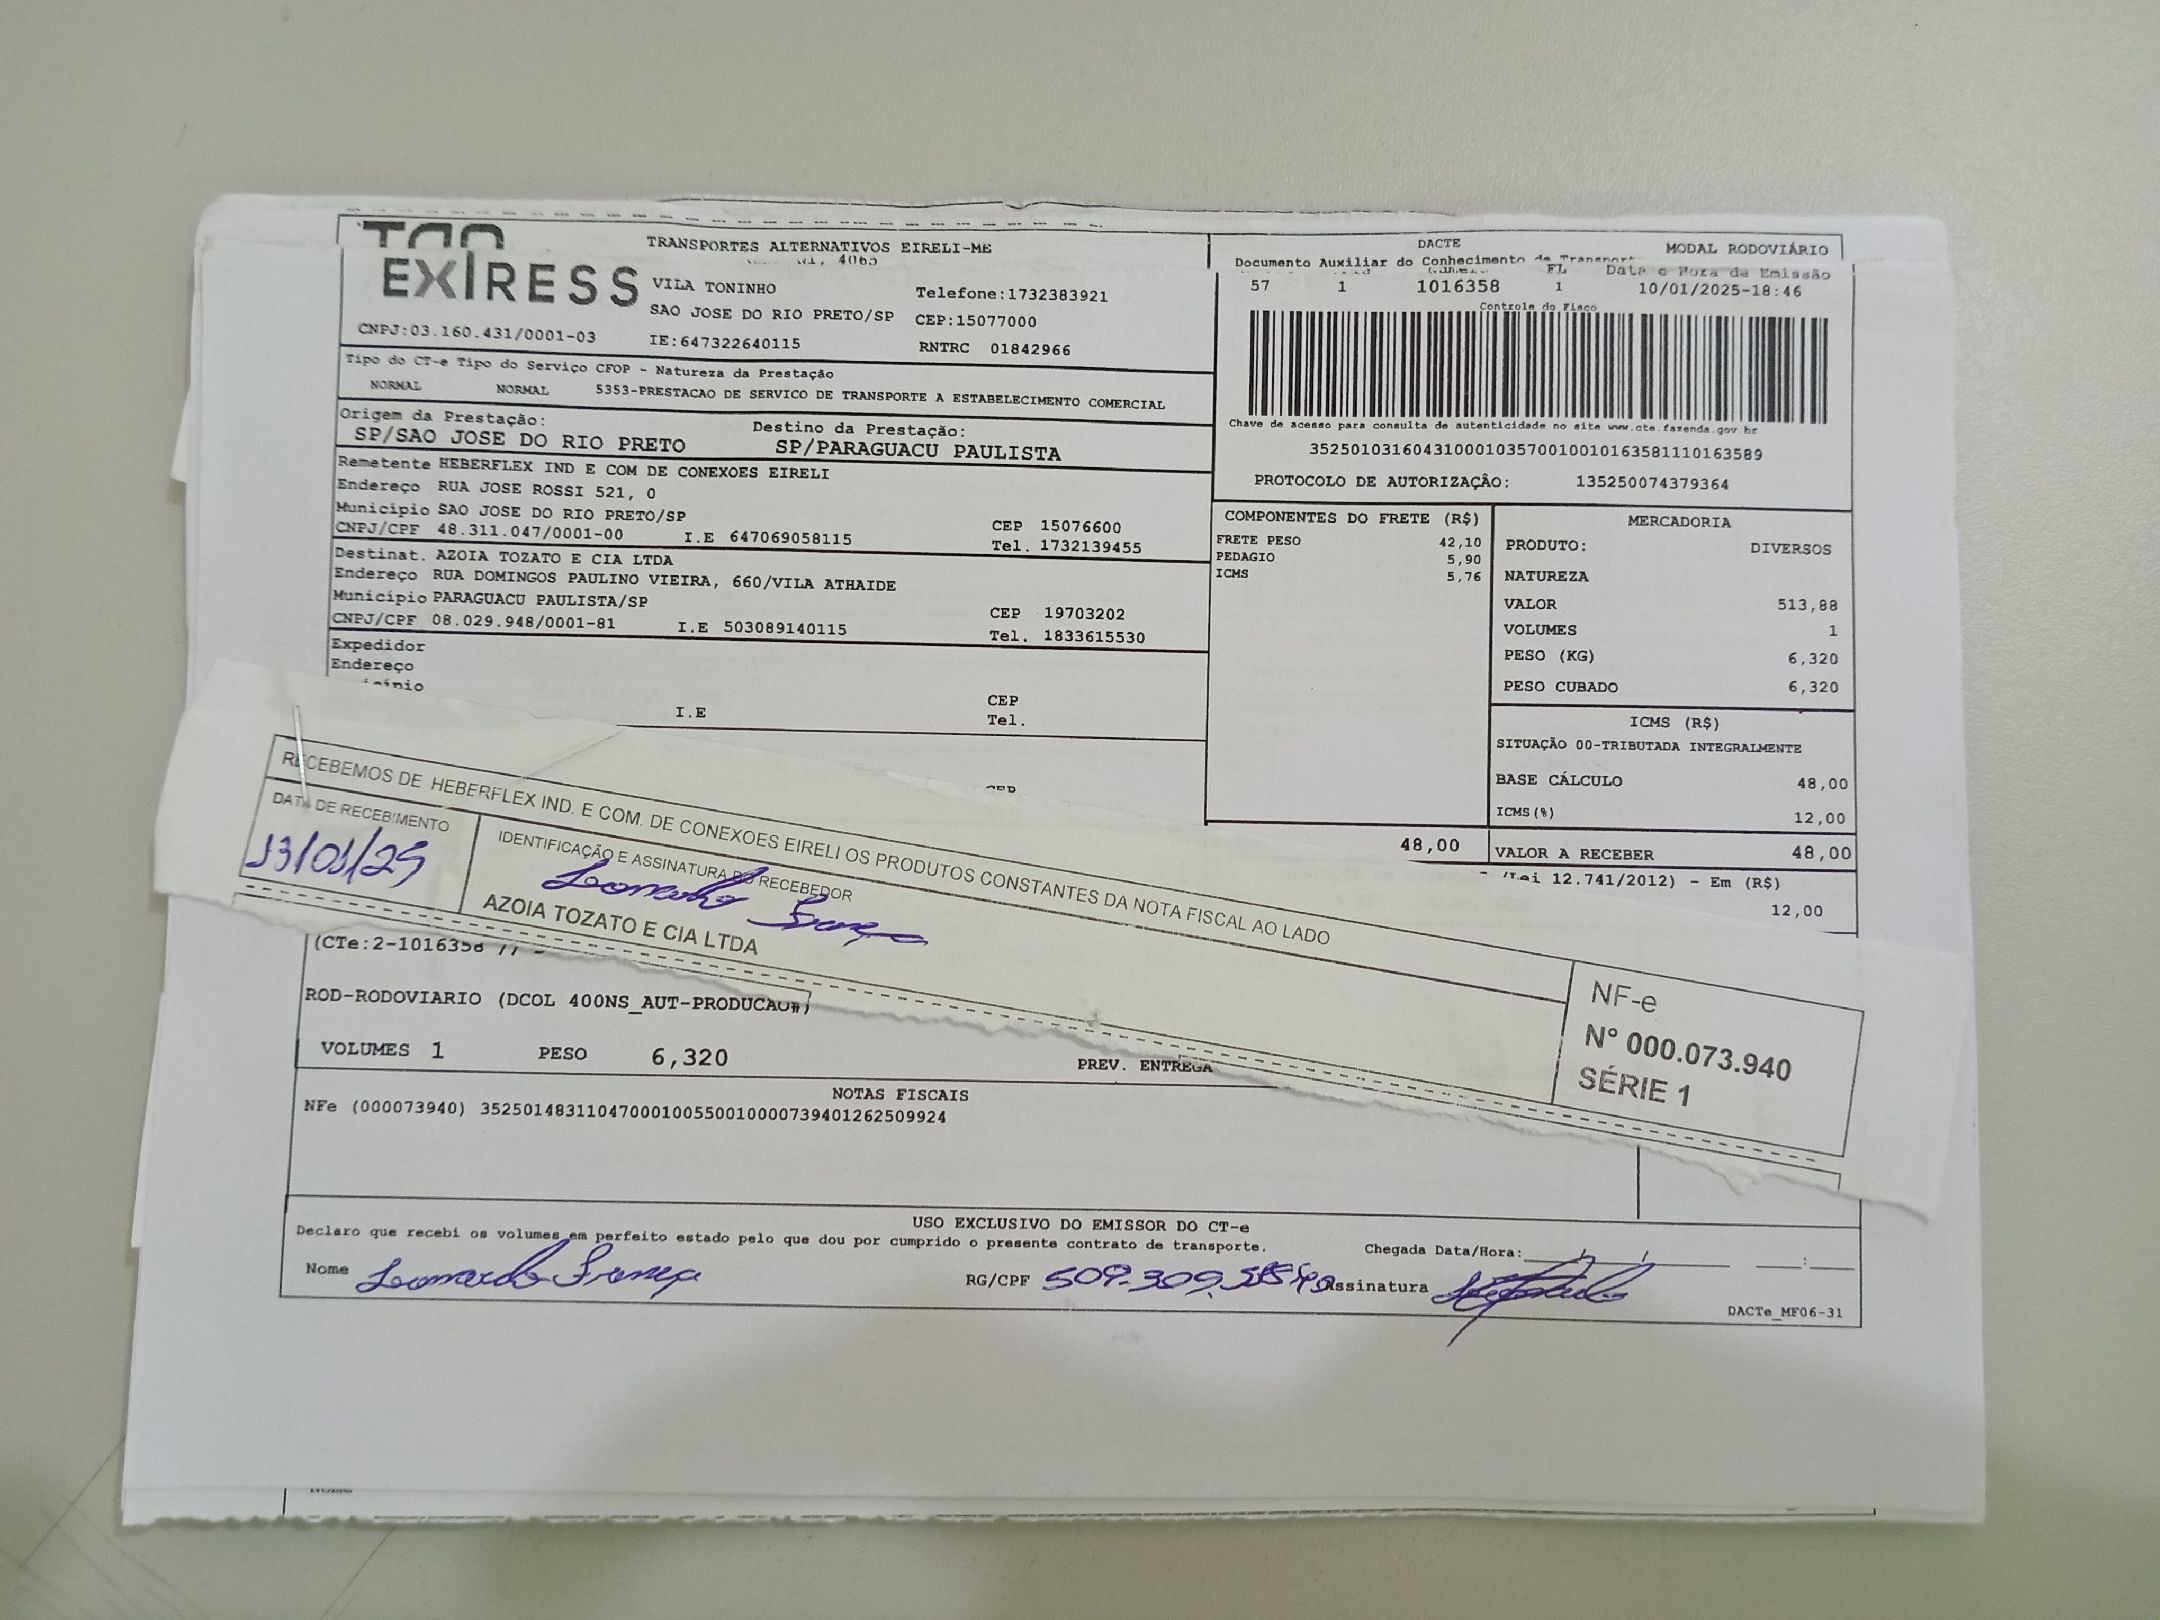 EXPRESS
TRANSPORTES ALTERNATIVOS EIRELI-ME
4065
VILA TONINHO Telefone:1732383921
SAO JOSE DO RIO PRETO/SP CEP:15077000
CNPJ:03.160.431/0001-03 IE:647322640115 RNTRC 01842966
Tipo do CT-e Tipo do Serviço CFOP - Natureza da Prestação
NORMAL NORMAL 5353-PRESTACAO DE SERVICO DE TRANSPORTE A ESTABELECIMENTO COMERCIAL
Origem da Prestação: Destino da Prestação:
SP/SAO JOSE DO RIO PRETO SP/PARAGUACU PAULISTA
Remetente HEBERFLEX IND E COM DE CONEXOES EIRELI
Endereço RUA JOSE ROSSI 521, 0
Município SAO JOSE DO RIO PRETO/SP CEP 15076600
CNPJ/CPF 48.311.047/0001-00 I.E 647069058115 Tel. 1732139455
Destinat. AZOIA TOZATO E CIA LTDA
Endereço RUA DOMINGOS PAULINO VIEIRA, 660/VILA ATHAIDE
Município PARAGUACU PAULISTA/SP CEP 19703202
CNPJ/CPF 08.029.948/0001-81 I.E 503089140115 Tel. 1833615530
Expedidor
Endereço
CEP
I.E Tel.
CEP
DACTE MODAL RODOVIÁRIO
Documento Auxiliar do Conhecimento de Transport
FL Data e Hora de Emissão
57 1 1016358 1 10/01/2025-18:46
Controle do Fisco
Chave de acesso para consulta de autenticidade no site www.cte.fazenda.gov br
35250103160431000103570010010163581110163589
PROTOCOLO DE AUTORIZAÇÂO: 135250074379364
COMPONENTES DO FRETE (R$)
FRETE PESO 42,10
PEDAGIO 5,90
ICMS 5,76
48,00
MERCADORIA
PRODUTO: DIVERSOS
NATUREZA
VALOR 513,88
VOLUMES 1
PESO (KG) 6,320
PESO CUBADO 6,320
ICMS (R$)
SITUAÇÃO 00-TRIBUTADA INTEGRALMENTE
BASE CÁLCULO 48,00
ICMS(%) 12,00
VALOR A RECEBER 48,00
(Lei 12.741/2012) - Em (R$)
12,00
RECEBEMOS DE HEBERFLEX IND. E COM. DE CONEXOES EIRELI OS PRODUTOS CONSTANTES DA NOTA FISCAL AO LADO
DATA DE RECEBIMENTO IDENTIFICAÇÃO E ASSINATURA DO RECEBEDOR
13/01/25 Leonardo França
AZOIA TOZATO E CIA LTDA
NF-e
N° 000.073.940
SÉRIE 1
(CTe:2-1016358 //
ROD-RODOVIARIO (DCOL 400NS_AUT-PRODUCAO#)
VOLUMES 1 PESO 6,320 PREV. ENTREGA
NOTAS FISCAIS
NFe (000073940) 35250148311047000100550010000739401262509924
USO EXCLUSIVO DO EMISSOR DO CT-e
Declaro que recebi os volumes em perfeito estado pelo que dou por cumprido o presente contrato de transporte. Chegada Data/Hora:
Nome Leonardo França RG/CPF Assinatura
DACTe_MF06-31